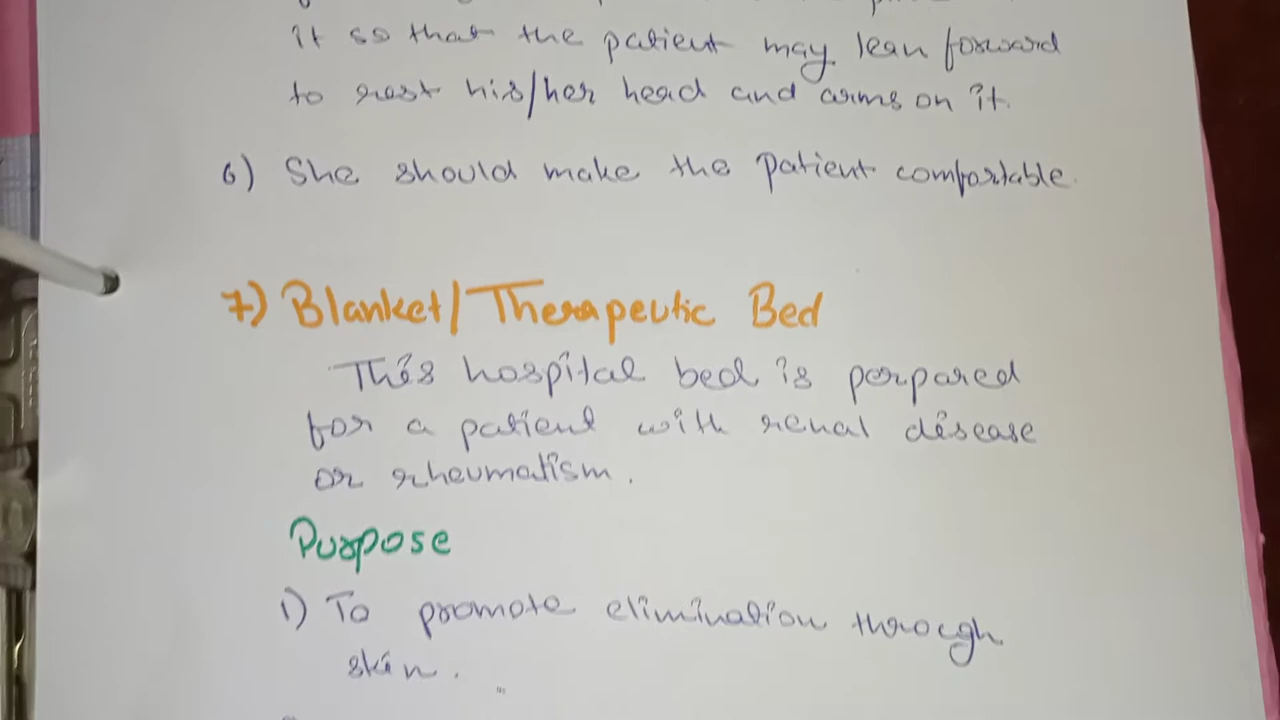 it so that the patient may lean forward
to rest his/her head and arms on it.
6) She should make the patient comfortable.
7) Blanket/Therapeutic Bed
This hospital bed is porpared
for a patient with renal disease
or rheumatism.
Purpose
1) To promote elimination through
skin.